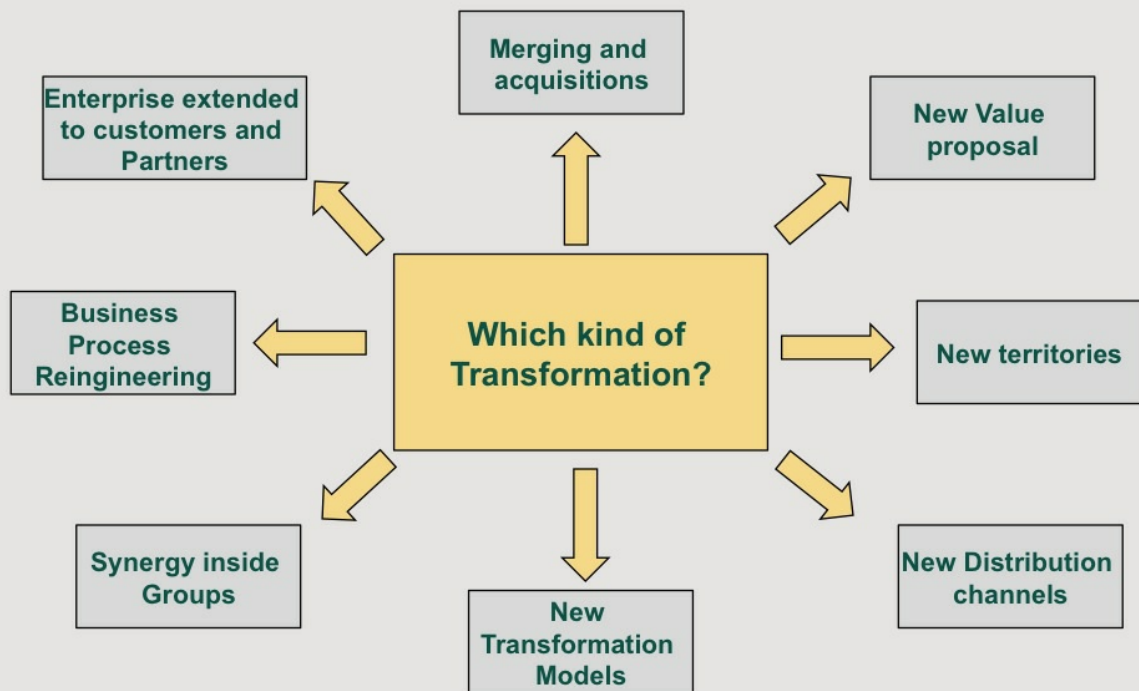 Merging and
acquisitions
Enterprise extended
to customers and
Partners
New Value
proposal
Business
Process
Reingineering
Which kind of
Transformation?
New territories
Synergy inside
Groups
New
Transformation
Models
New Distribution
channels